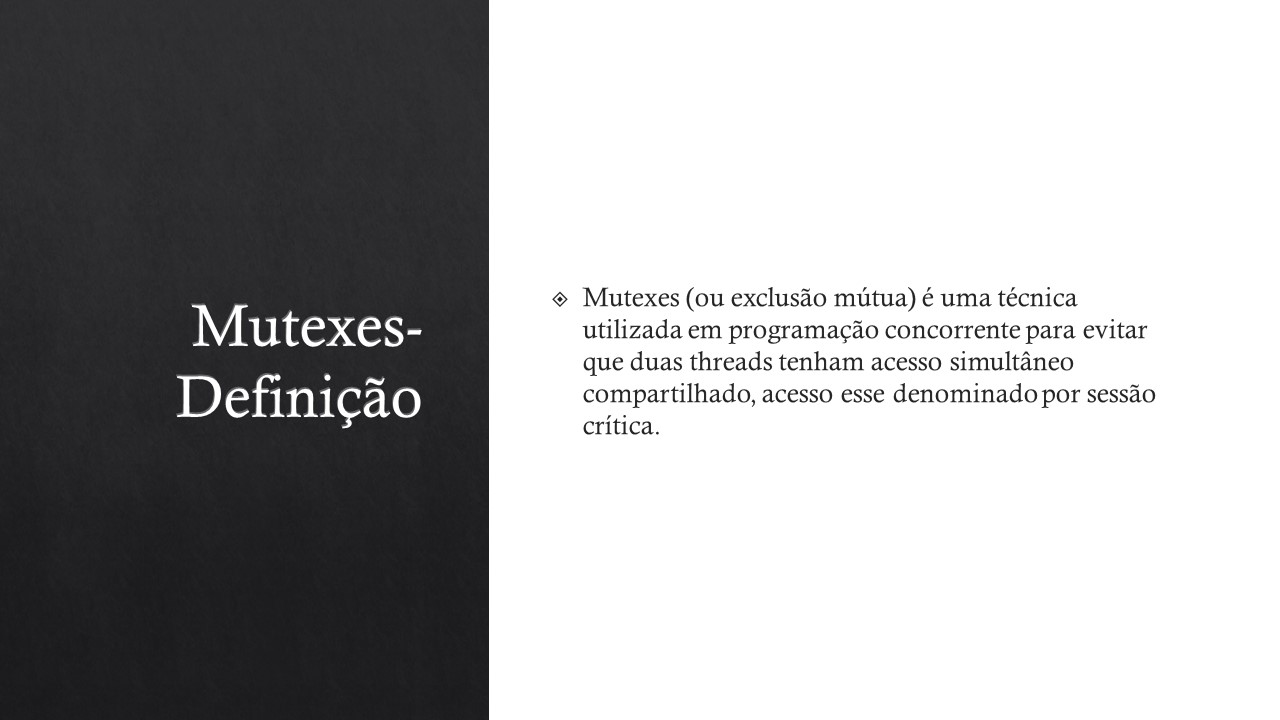 Mutexes-
Definição
Mutexes (ou exclusão mútua) é uma técnica
utilizada em programação concorrente para evitar
que duas threads tenham acesso simultâneo
compartilhado, acesso esse denominado por sessão
crítica.